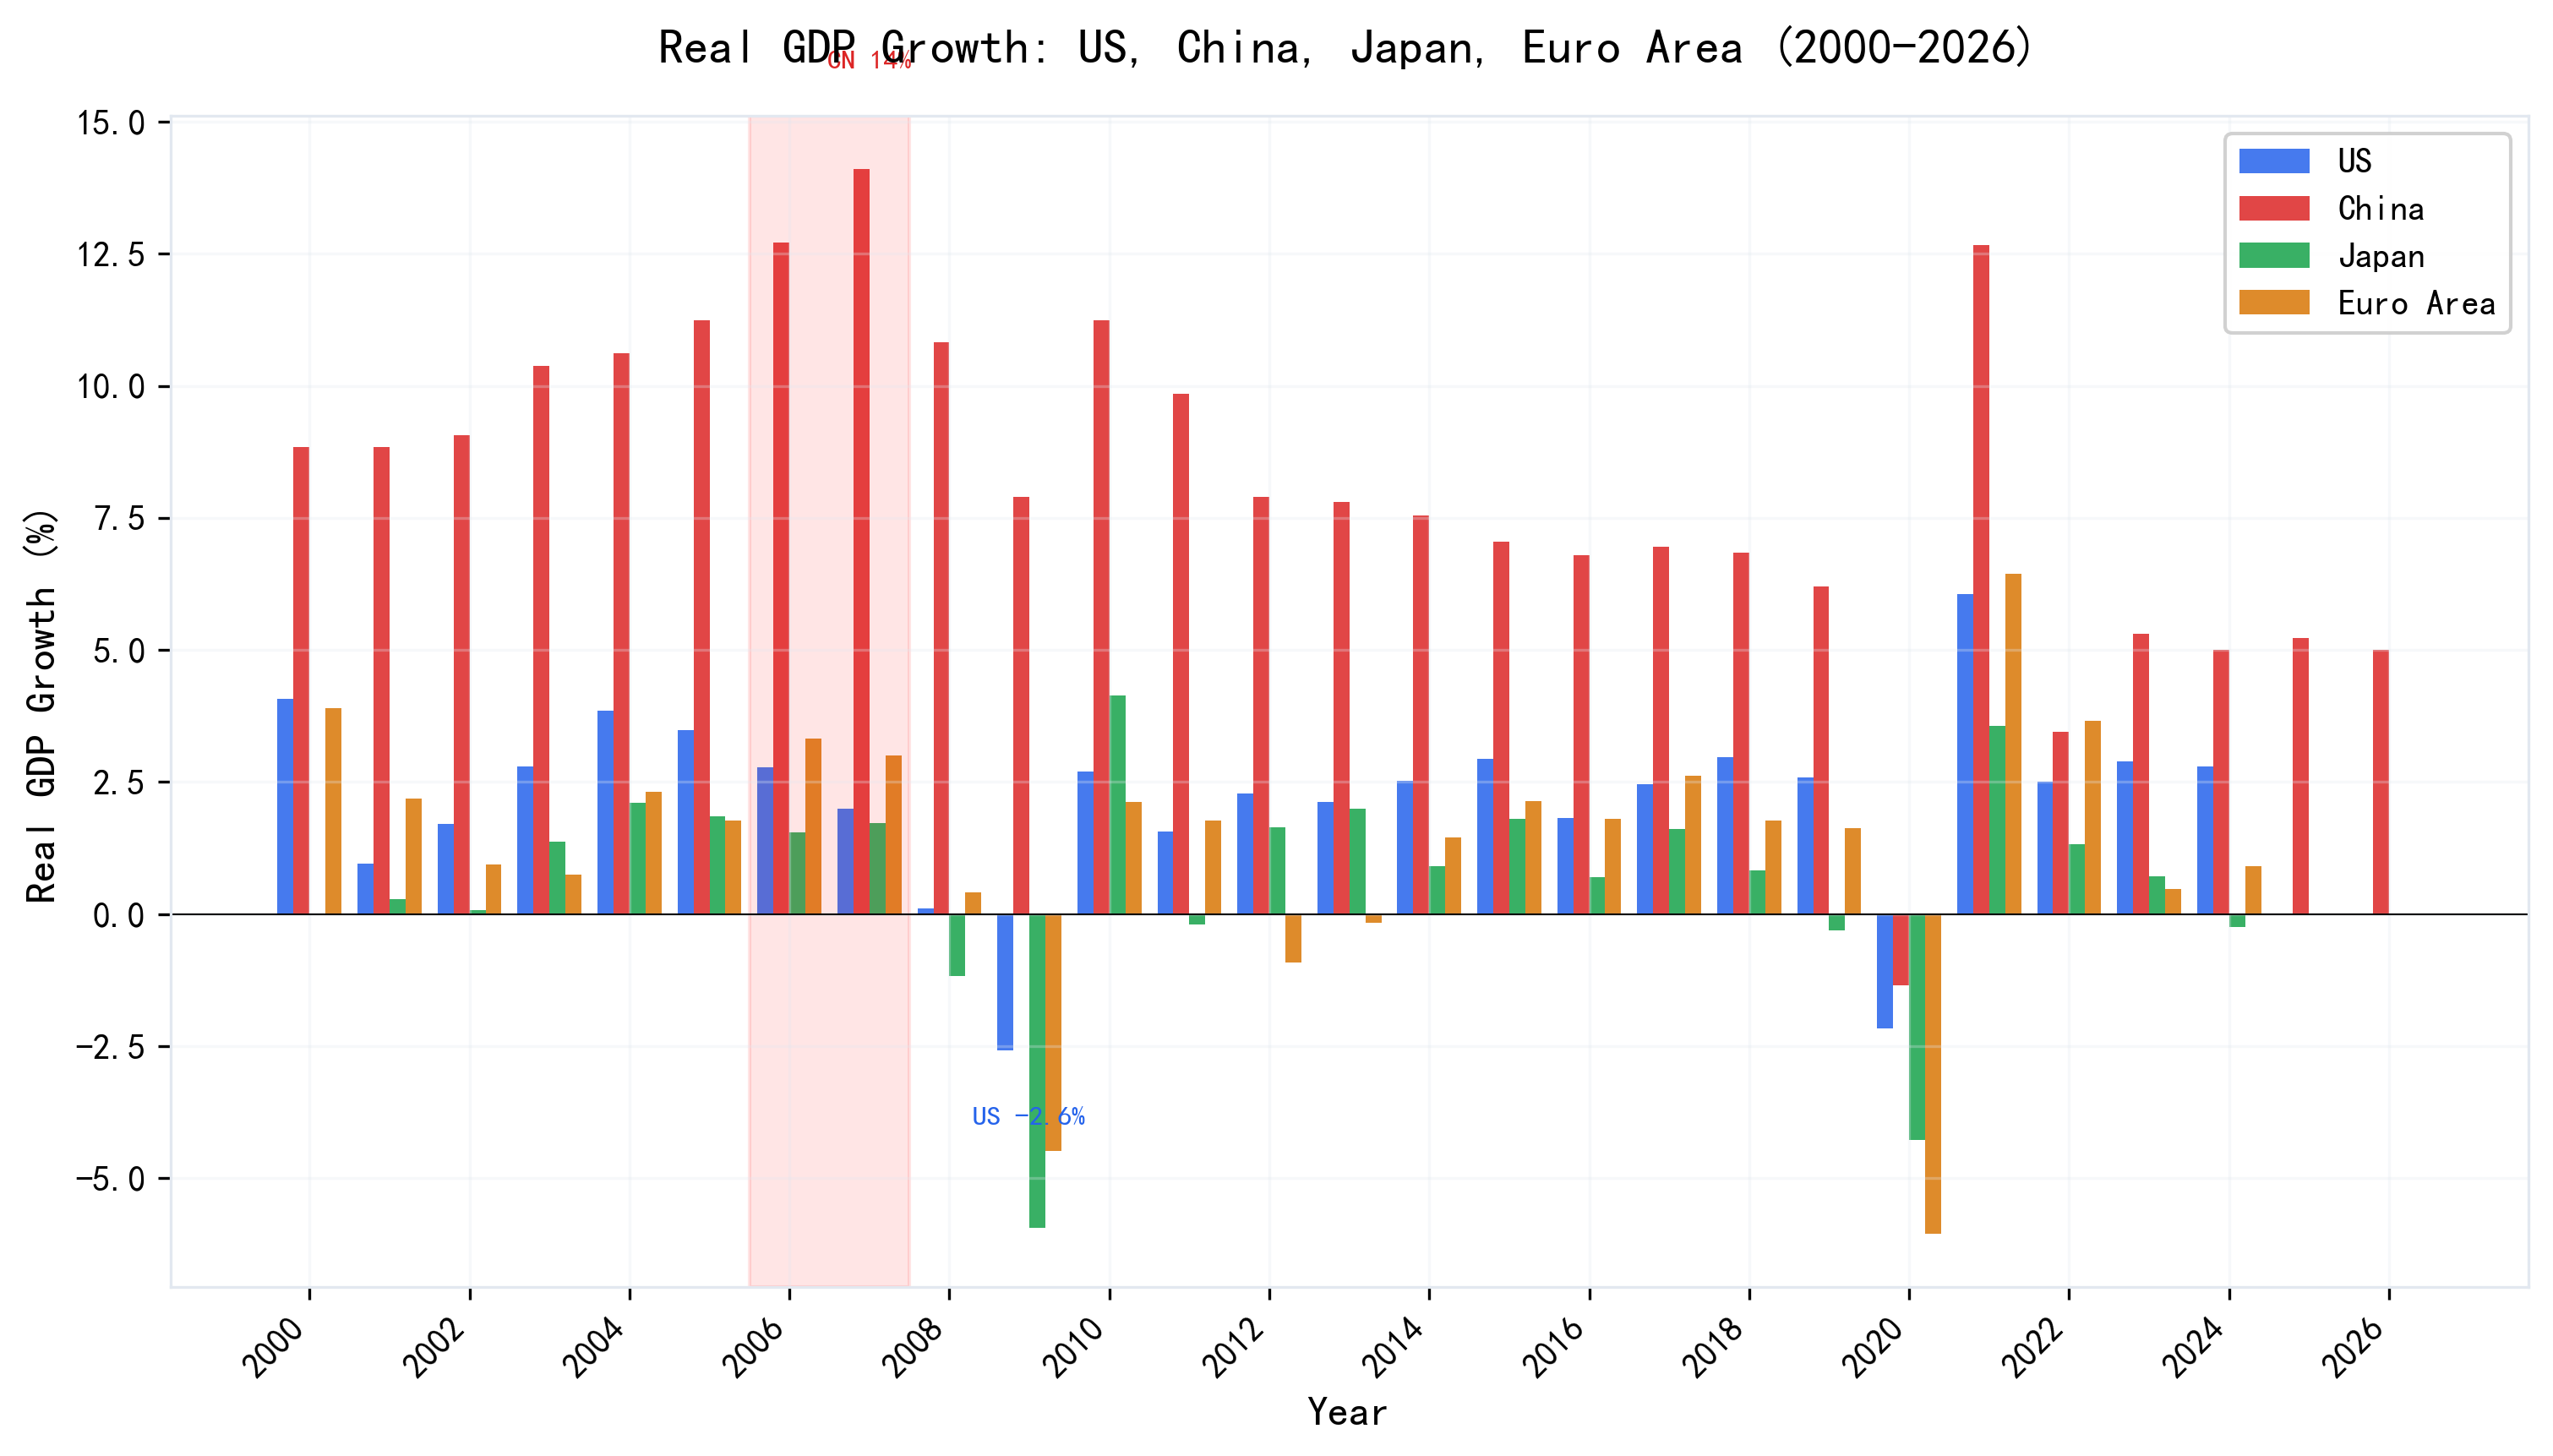 Real GDP Growth: US, China, Japan, Euro Area (2000-2026)
CN 14%
15.0
12.5
10.0
7.5
5.0
2.5
0.0
-2.5
-5.0
Real GDP Growth (%)
US
China
Japan
Euro Area
US -2.6%
2000
2002
2004
2006
2008
2010
2012
2014
2016
2018
2020
2022
2024
2026
Year